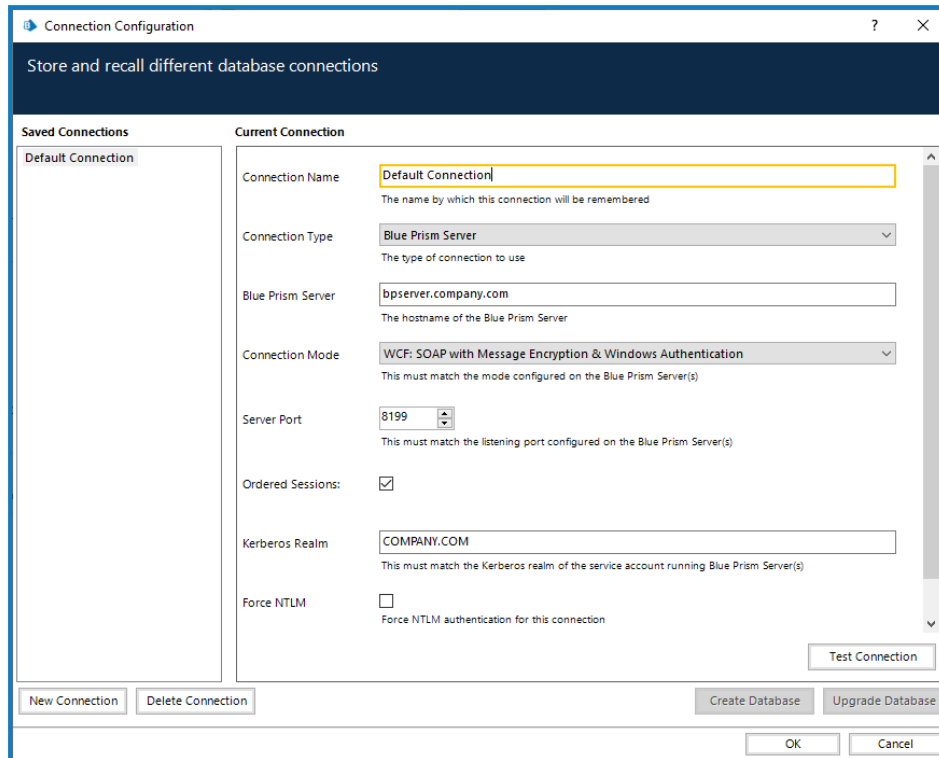 Connection Configuration
?
Store and recall different database connections
Saved Connections
Current Connection
Default Connection
Connection Name
Default Connection
The name by which this connection will be remembered
Connection Type
Blue Prism Server
The type of connection to use
Blue Prism Server
bpserver.company.com
The hostname of the Blue Prism Server
Connection Mode
WCF: SOAP with Message Encryption & Windows Authentication
This must match the mode configured on the Blue Prism Server(s)
Server Port
8199
This must match the listening port configured on the Blue Prism Server(s)
Ordered Sessions:
Kerberos Realm
COMPANY.COM
This must match the Kerberos realm of the service account running Blue Prism Server(s)
Force NTLM
Force NTLM authentication for this connection
Test Connection
New Connection
Delete Connection
Create Database
Upgrade Database
OK
Cancel